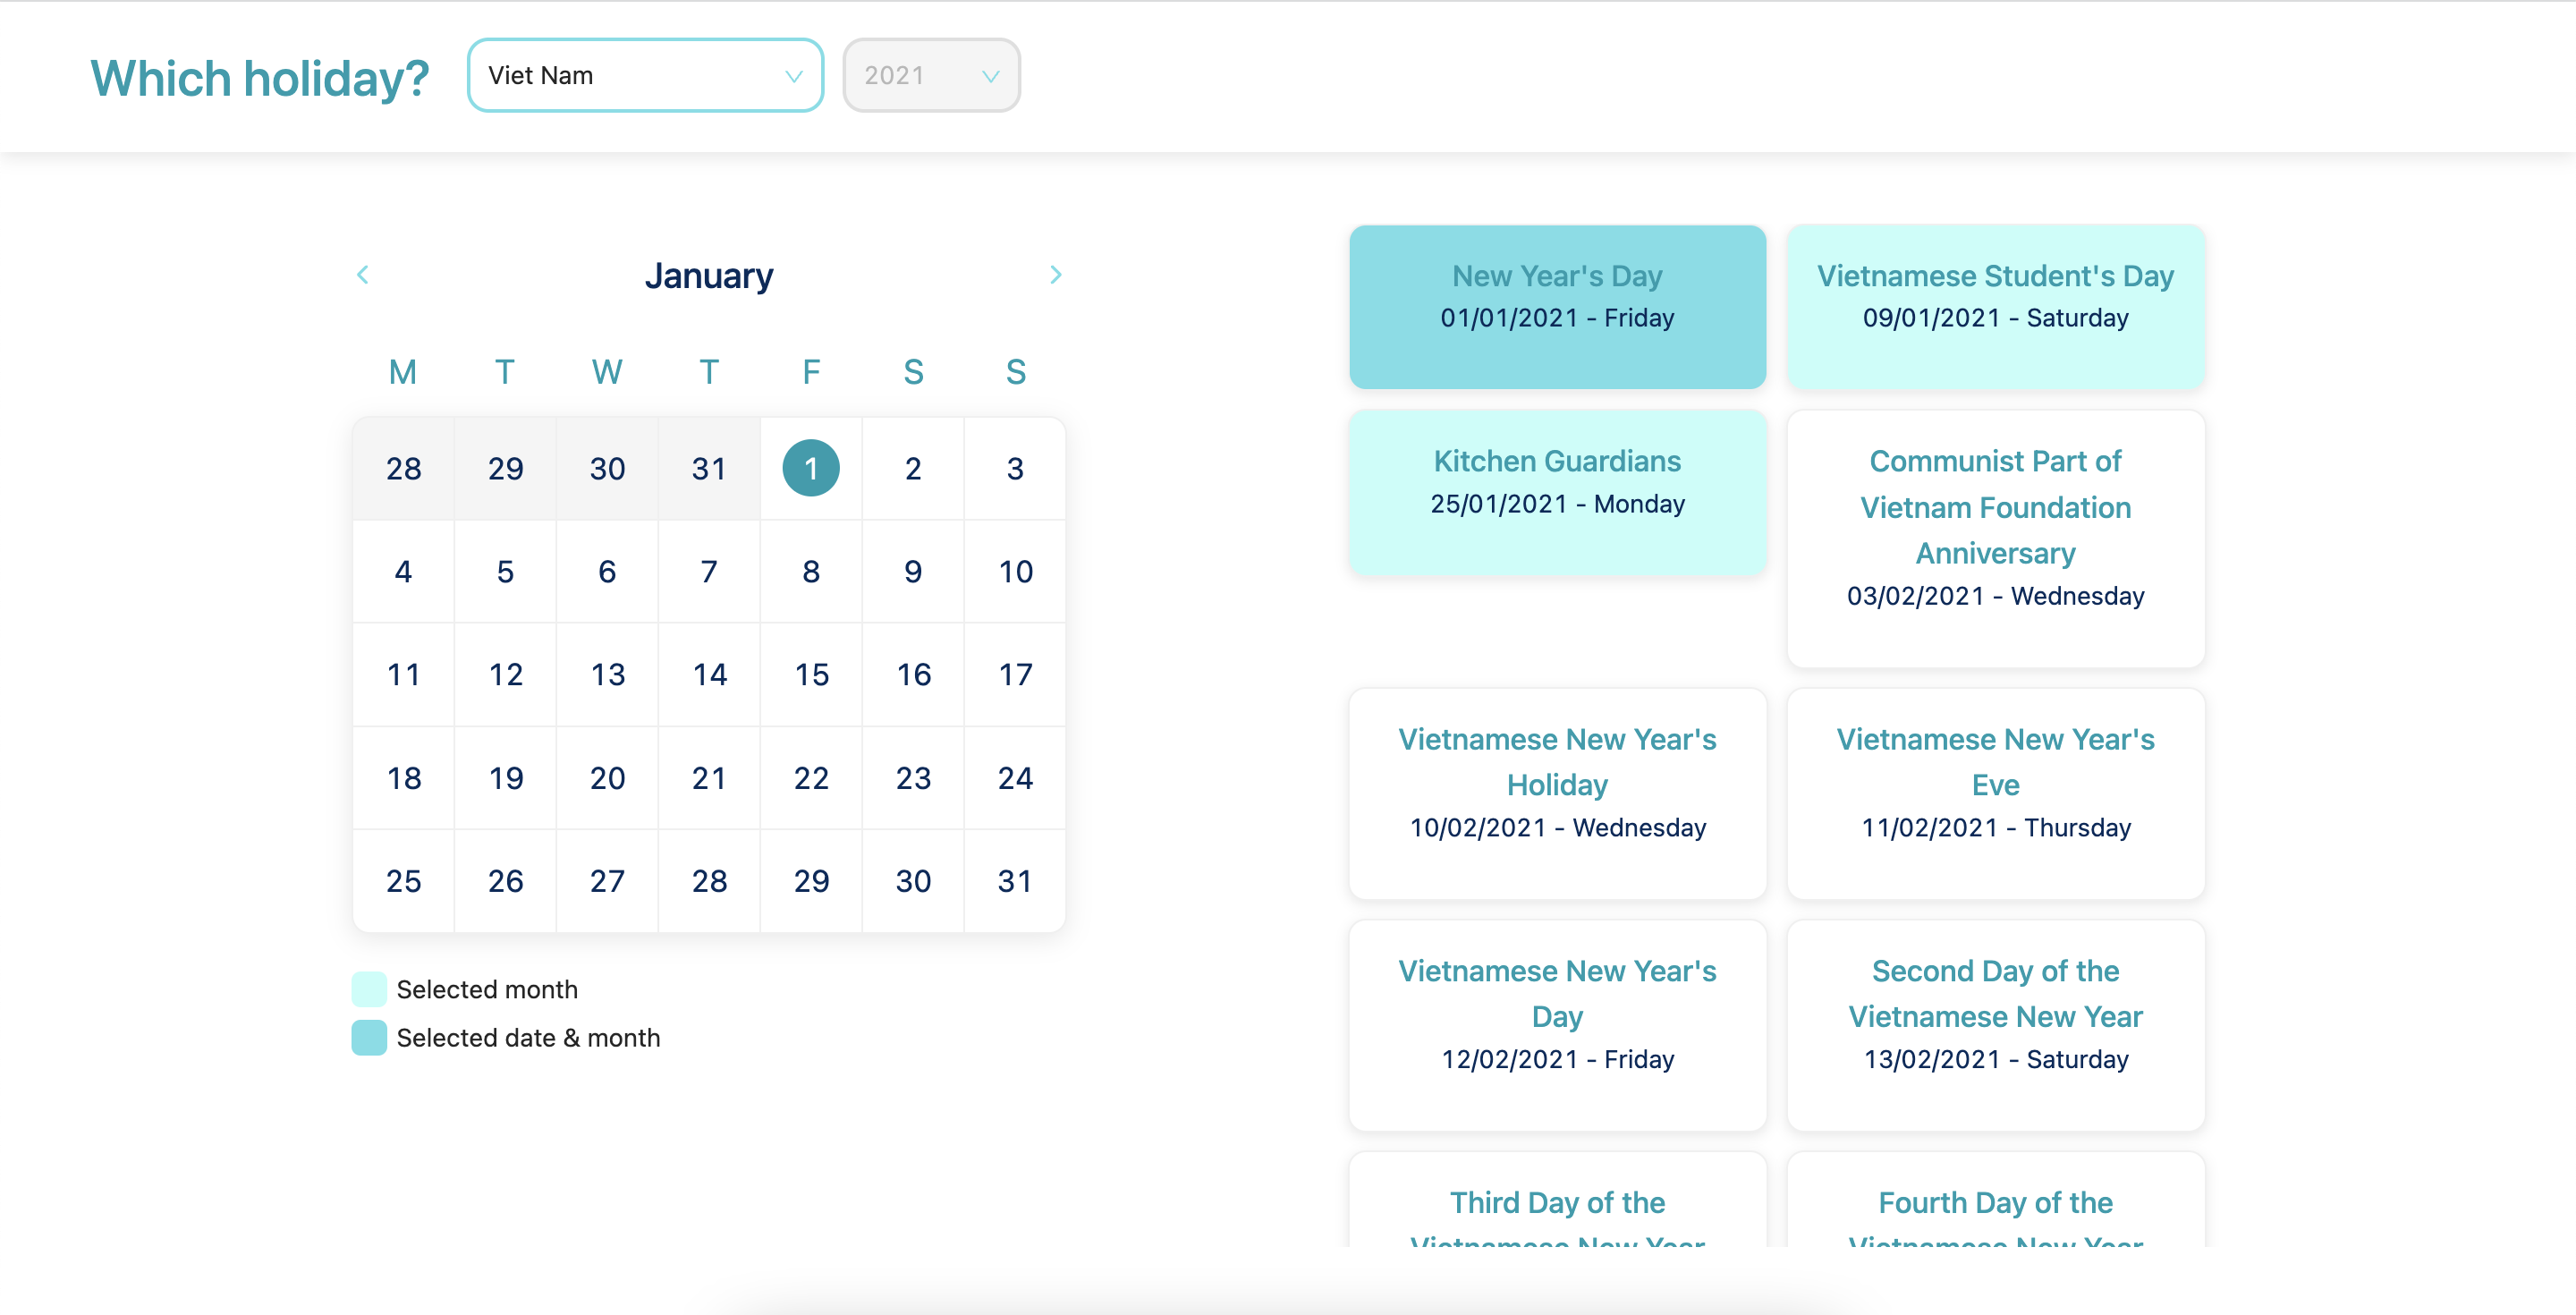 Which holiday?
Viet Nam
2021
January
M T W T F S S
28 29 30 31 1 2 3
4 5 6 7 8 9 10
11 12 13 14 15 16 17
18 19 20 21 22 23 24
25 26 27 28 29 30 31
Selected month
Selected date & month
New Year's Day
01/01/2021 - Friday
Vietnamese Student's Day
09/01/2021 - Saturday
Kitchen Guardians
25/01/2021 - Monday
Communist Part of
Vietnam Foundation
Anniversary
03/02/2021 - Wednesday
Vietnamese New Year's
Holiday
10/02/2021 - Wednesday
Vietnamese New Year's
Eve
11/02/2021 - Thursday
Vietnamese New Year's
Day
12/02/2021 - Friday
Second Day of the
Vietnamese New Year
13/02/2021 - Saturday
Third Day of the
Vietnamese New Year
Fourth Day of the
Vietnamese New Year